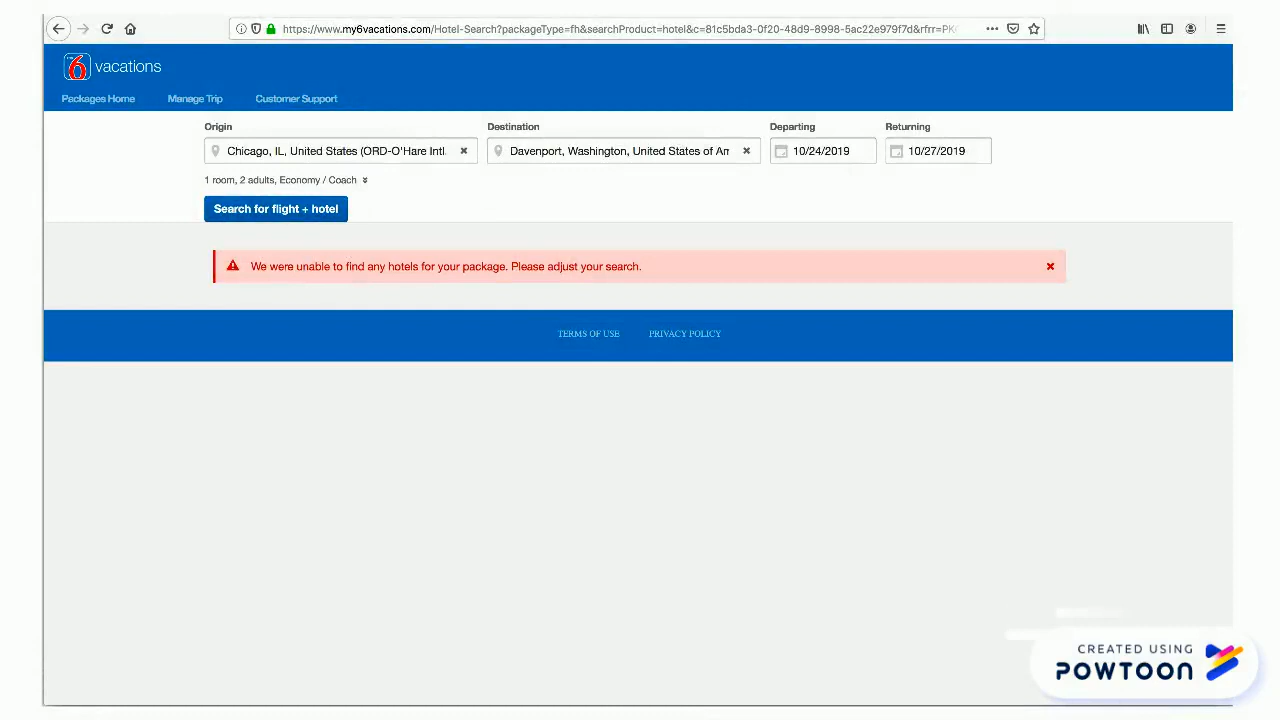 https://www.my6vacations.com/Hotel-Search?packageType=fh&searchProduct=hotel&c=81c5bda3-0f20-48d9-8998-5ac22e979f7d&rfrr=PK
6 vacations
Packages Home Manage Trip Customer Support
Origin Destination Departing Returning
Chicago, IL, United States (ORD-O'Hare Intl. Davenport, Washington, United States of Am 10/24/2019 10/27/2019
1 room, 2 adults, Economy / Coach
Search for flight + hotel
We were unable to find any hotels for your package. Please adjust your search.
TERMS OF USE PRIVACY POLICY
CREATED USING
POWTOON